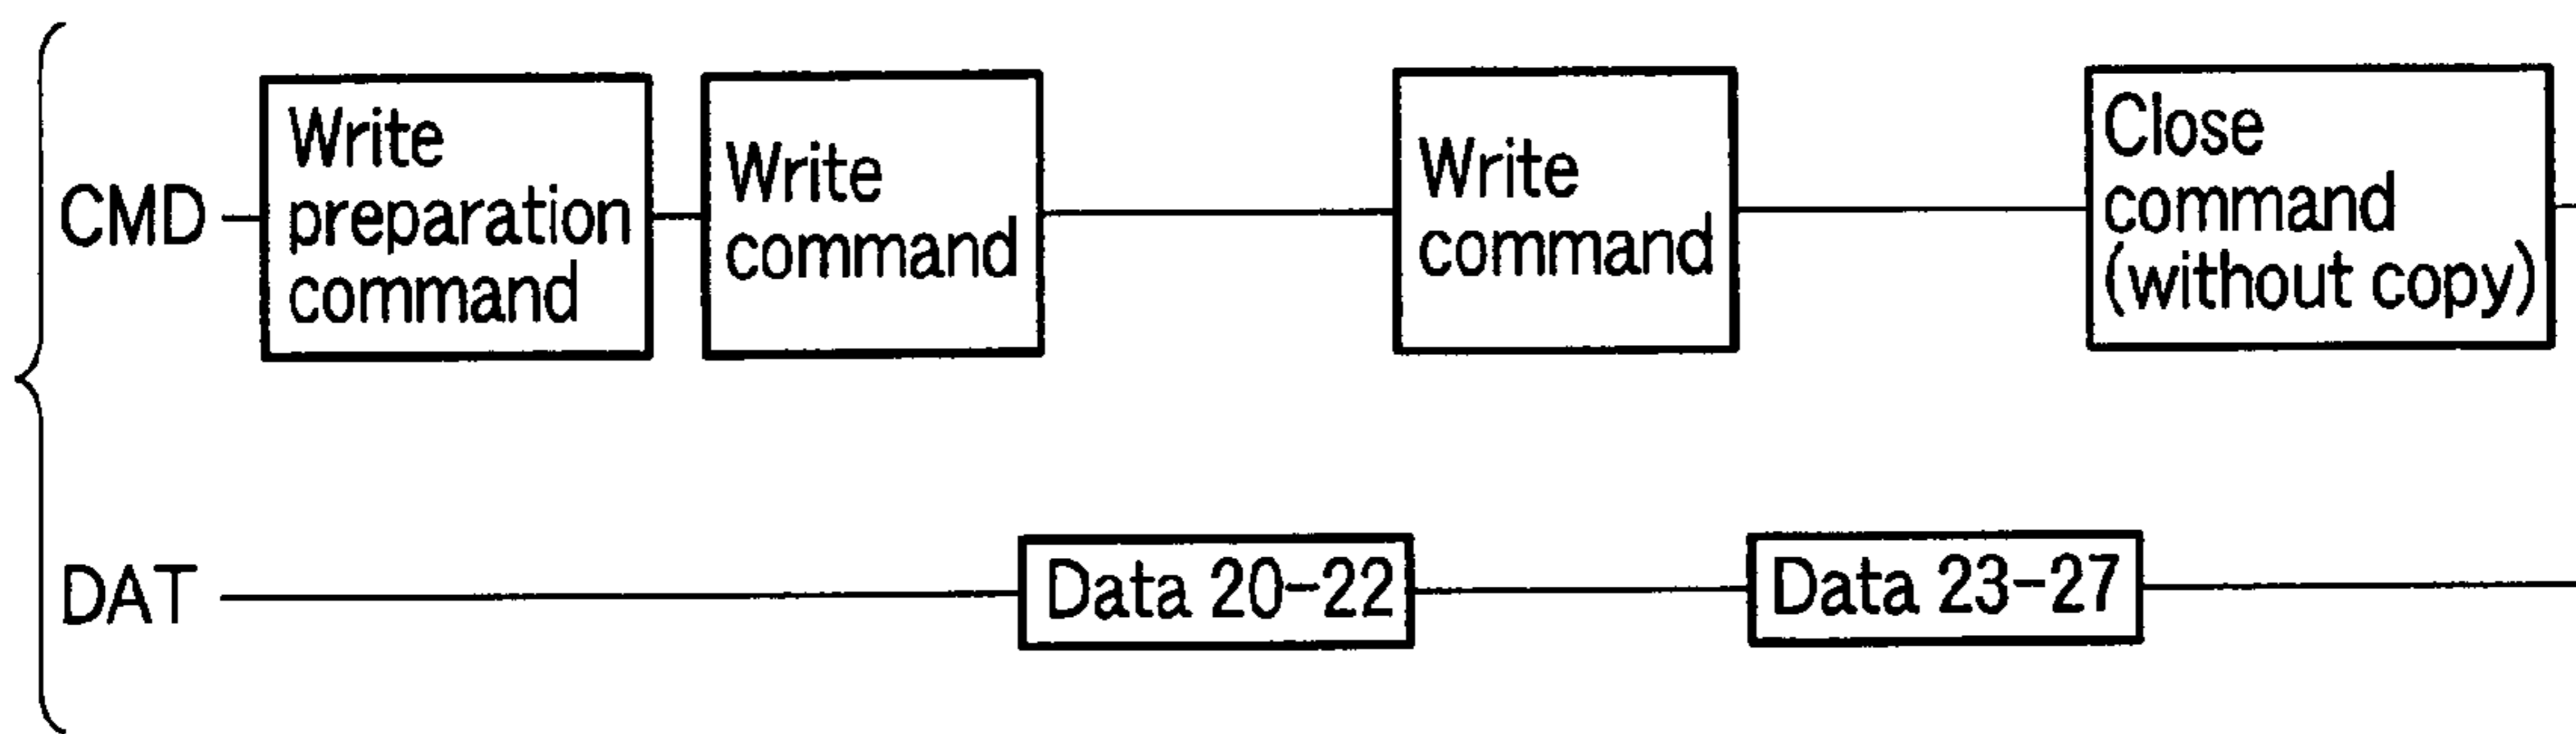 CMD
Write
preparation
command
Write
command
Write
command
Close
command
(without copy)
DAT
Data 20-22
Data 23-27